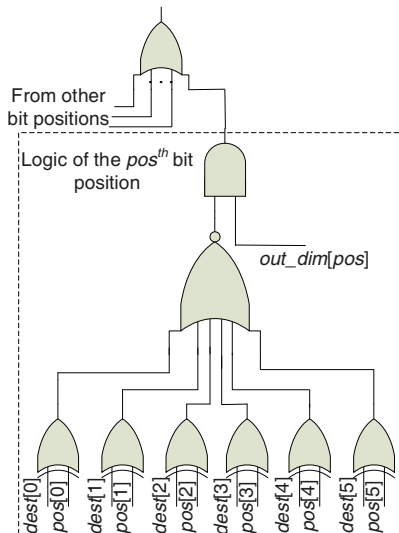 From other
bit positions
Logic of the pos^th bit
position
out_dim[pos]
dest[0] pos[0] dest[1] pos[1] dest[2] pos[2] dest[3] pos[3] dest[4] pos[4] dest[5] pos[5]